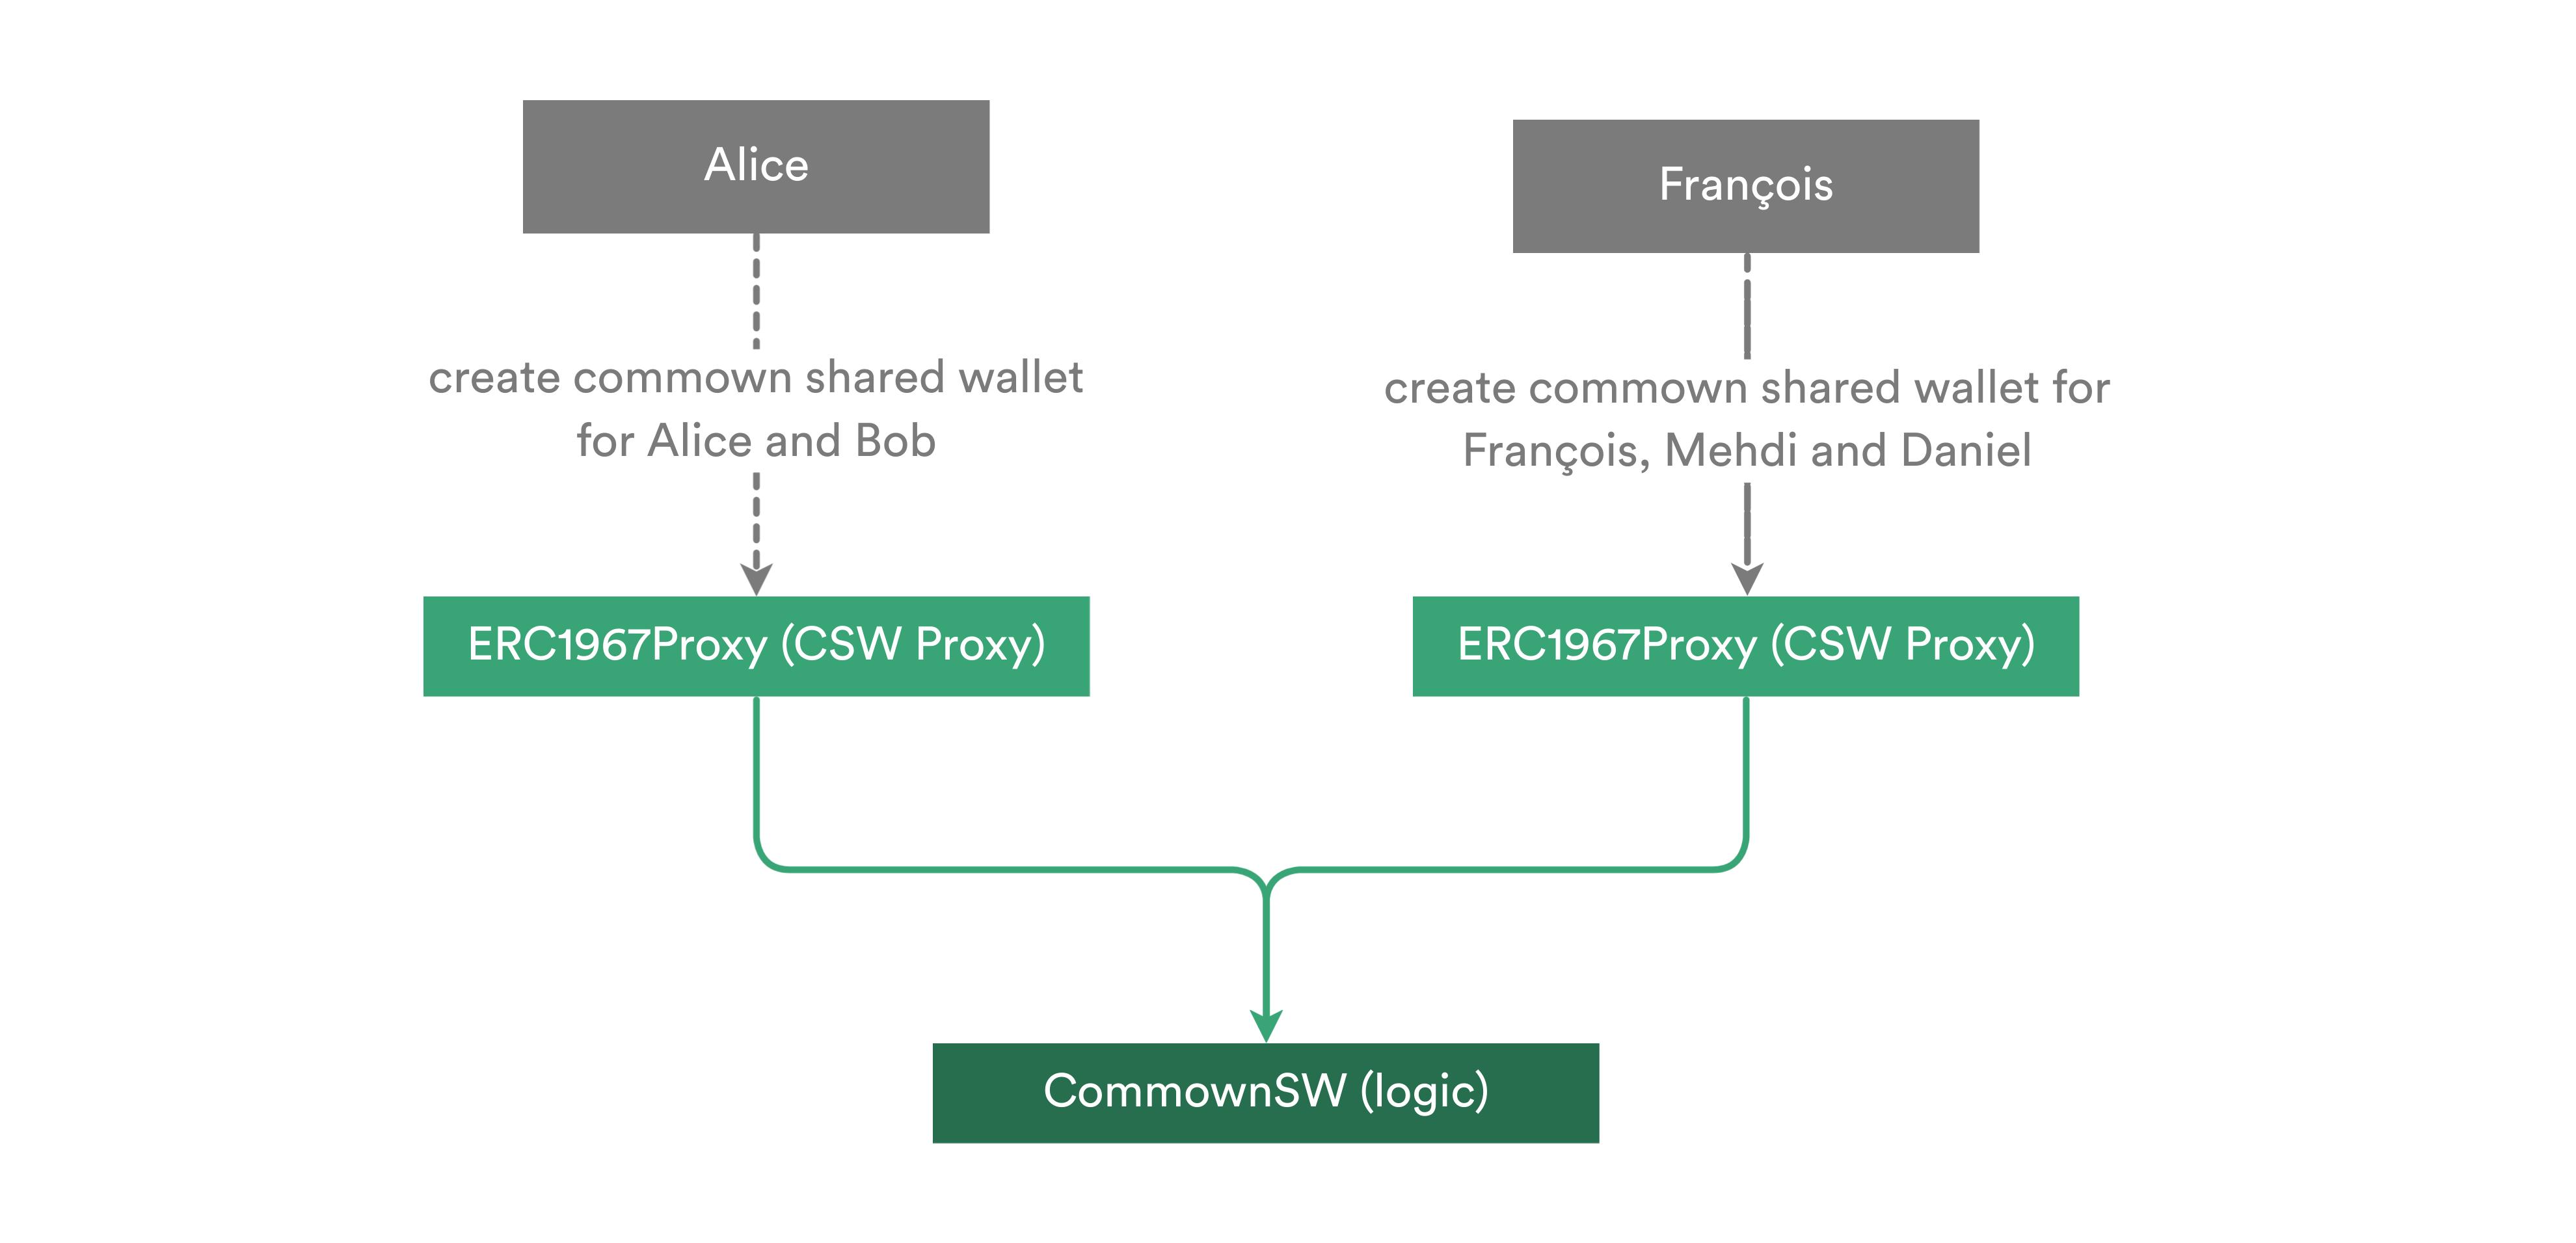 Alice
François
create commown shared wallet
for Alice and Bob
create commown shared wallet for
François, Mehdi and Daniel
ERC1967Proxy (CSW Proxy)
ERC1967Proxy (CSW Proxy)
CommownSW (logic)